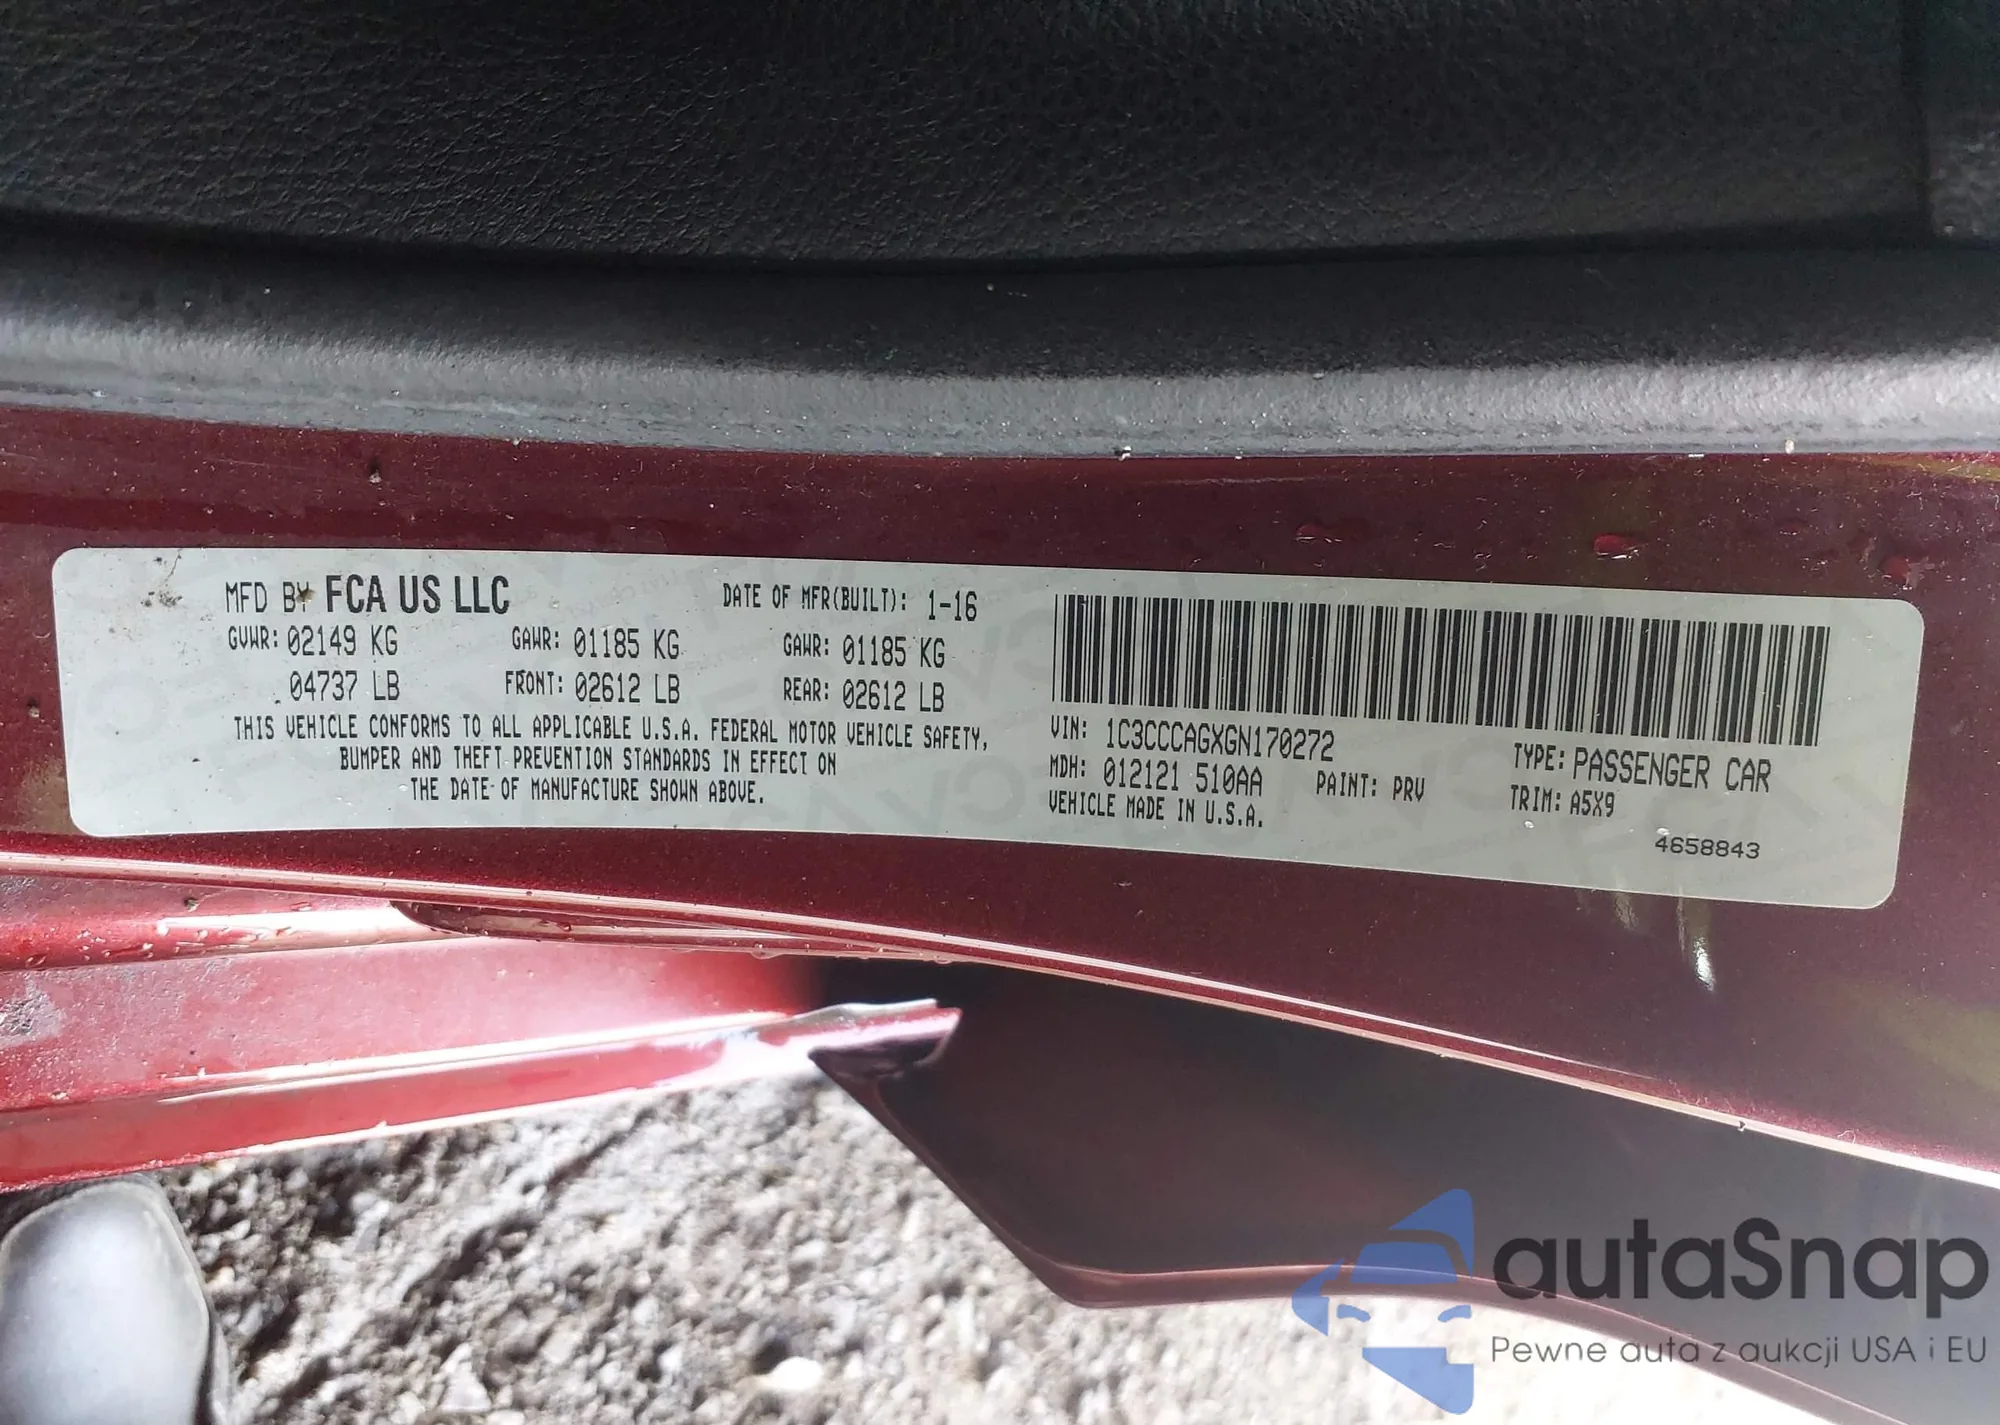 MFD BY FCA US LLC DATE OF MFR(BUILT): 1-16
GVWR: 02149 KG GAWR: 01185 KG GAWR: 01185 KG
04737 LB FRONT: 02612 LB REAR: 02612 LB
THIS VEHICLE CONFORMS TO ALL APPLICABLE U.S.A. FEDERAL MOTOR VEHICLE SAFETY,
BUMPER AND THEFT PREVENTION STANDARDS IN EFFECT ON
THE DATE OF MANUFACTURE SHOWN ABOVE.
VIN: 1C3CCCAGXGN170272 TYPE: PASSENGER CAR
MDH: 012121 510AA PAINT: PRV TRIM: A5X9
VEHICLE MADE IN U.S.A.
4658843
autaSnap
Pewne auta z aukcji USA i EU